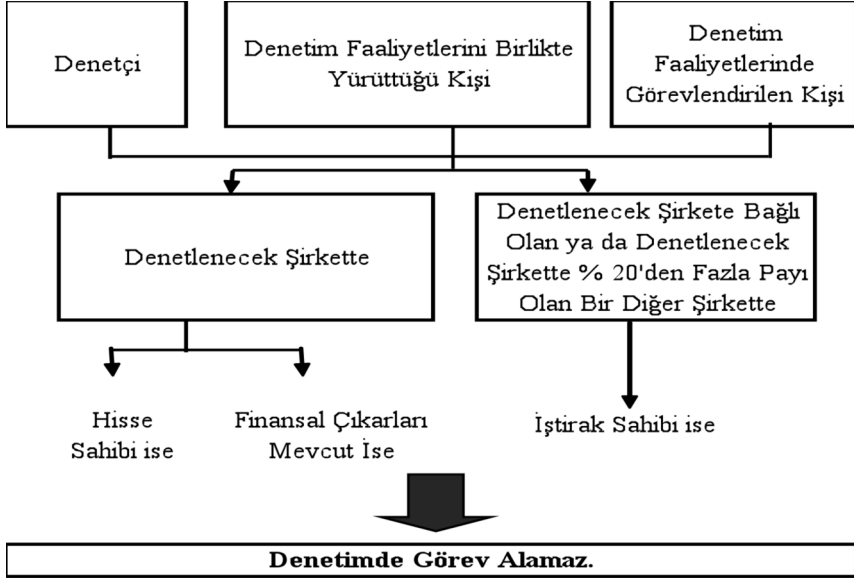 Denetçi
Denetim Faaliyetlerini Birlikte
Yürüttüğü Kişi
Denetim
Faaliyetlerinde
Görevlendirilen Kişi
Denetlenecek Şirkette
Denetlenecek Şirkete Bağlı
Olan ya da Denetlenecek
Şirkette % 20'den Fazla Payı
Olan Bir Diğer Şirkette
Hisse
Sahibi ise
Finansal Çıkarları
Mevcut İse
İştirak Sahibi ise
Denetimde Görev Alamaz.